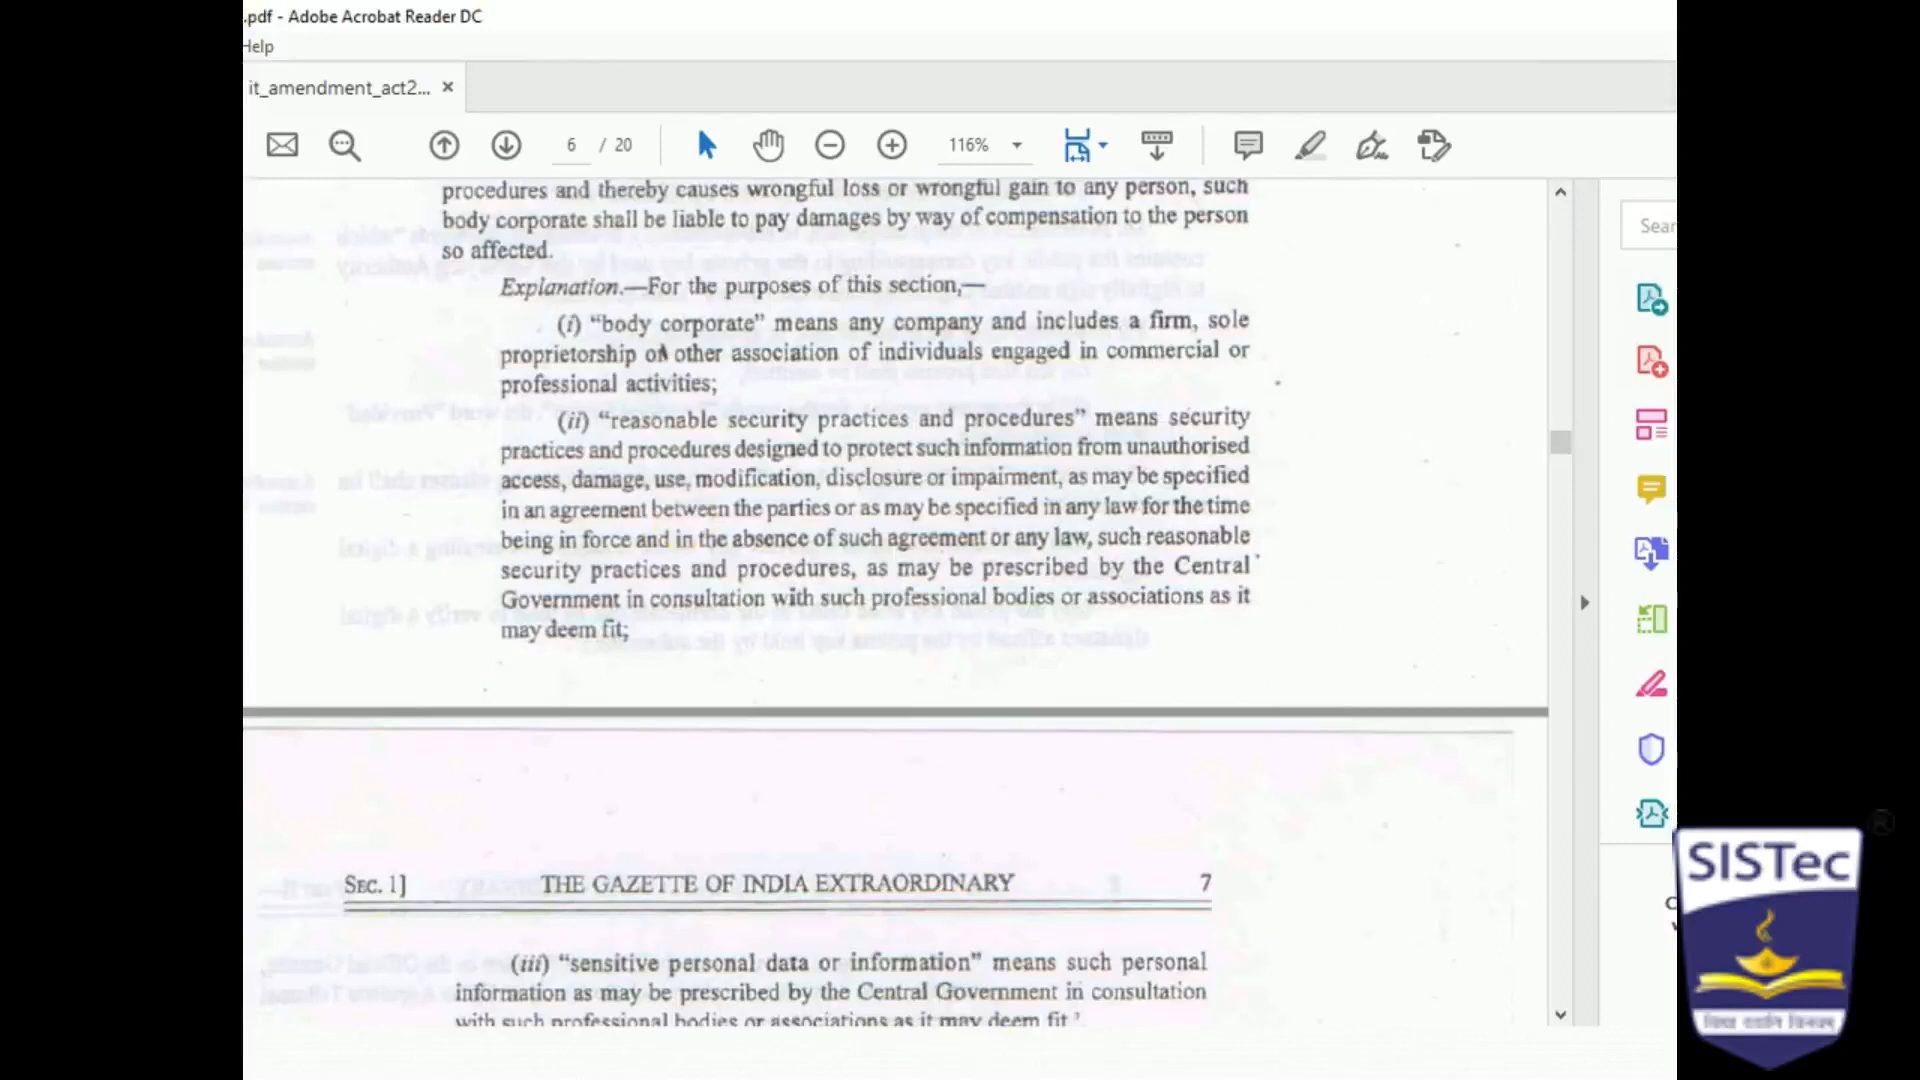 .pdf - Adobe Acrobat Reader DC
Help
it_amendment_act2... ×
6 / 20
116%
procedures and thereby causes wrongful loss or wrongful gain to any person, such
body corporate shall be liable to pay damages by way of compensation to the person
so affected.
Explanation.—For the purposes of this section,—
(i) “body corporate” means any company and includes a firm, sole
proprietorship or other association of individuals engaged in commercial or
professional activities;
(ii) “reasonable security practices and procedures” means security
practices and procedures designed to protect such information from unauthorised
access, damage, use, modification, disclosure or impairment, as may be specified
in an agreement between the parties or as may be specified in any law for the time
being in force and in the absence of such agreement or any law, such reasonable
security practices and procedures, as may be prescribed by the Central
Government in consultation with such professional bodies or associations as it
may deem fit;
SEC. 1] THE GAZETTE OF INDIA EXTRAORDINARY 7
(iii) “sensitive personal data or information” means such personal
information as may be prescribed by the Central Government in consultation
with such professional bodies or associations as it may deem fit.’
Sear
SISTec
®